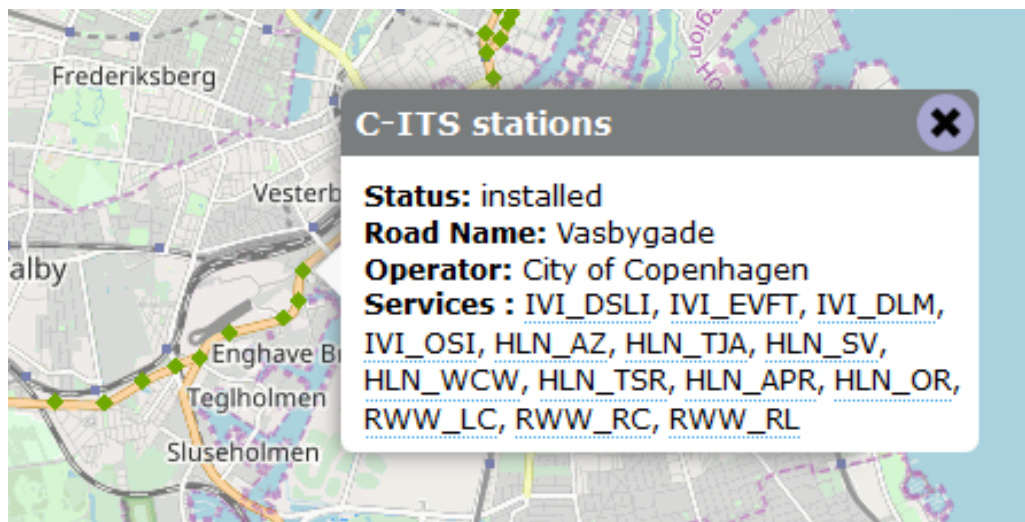 Frederiksberg
C-ITS stations
Vesterb
Status: installed
Road Name: Vasbygade
alby
Operator: City of Copenhagen
Services : IVI_DSLI, IVI_EVFT, IVI_DLM,
IVI_OSI, HLN_AZ, HLN_TJA, HLN_SV,
Enghave Br
HLN_WCW, HLN_TSR, HLN_APR, HLN_OR,
Teglholmen
RWW_LC, RWW_RC, RWW_RL
Sluseholmen